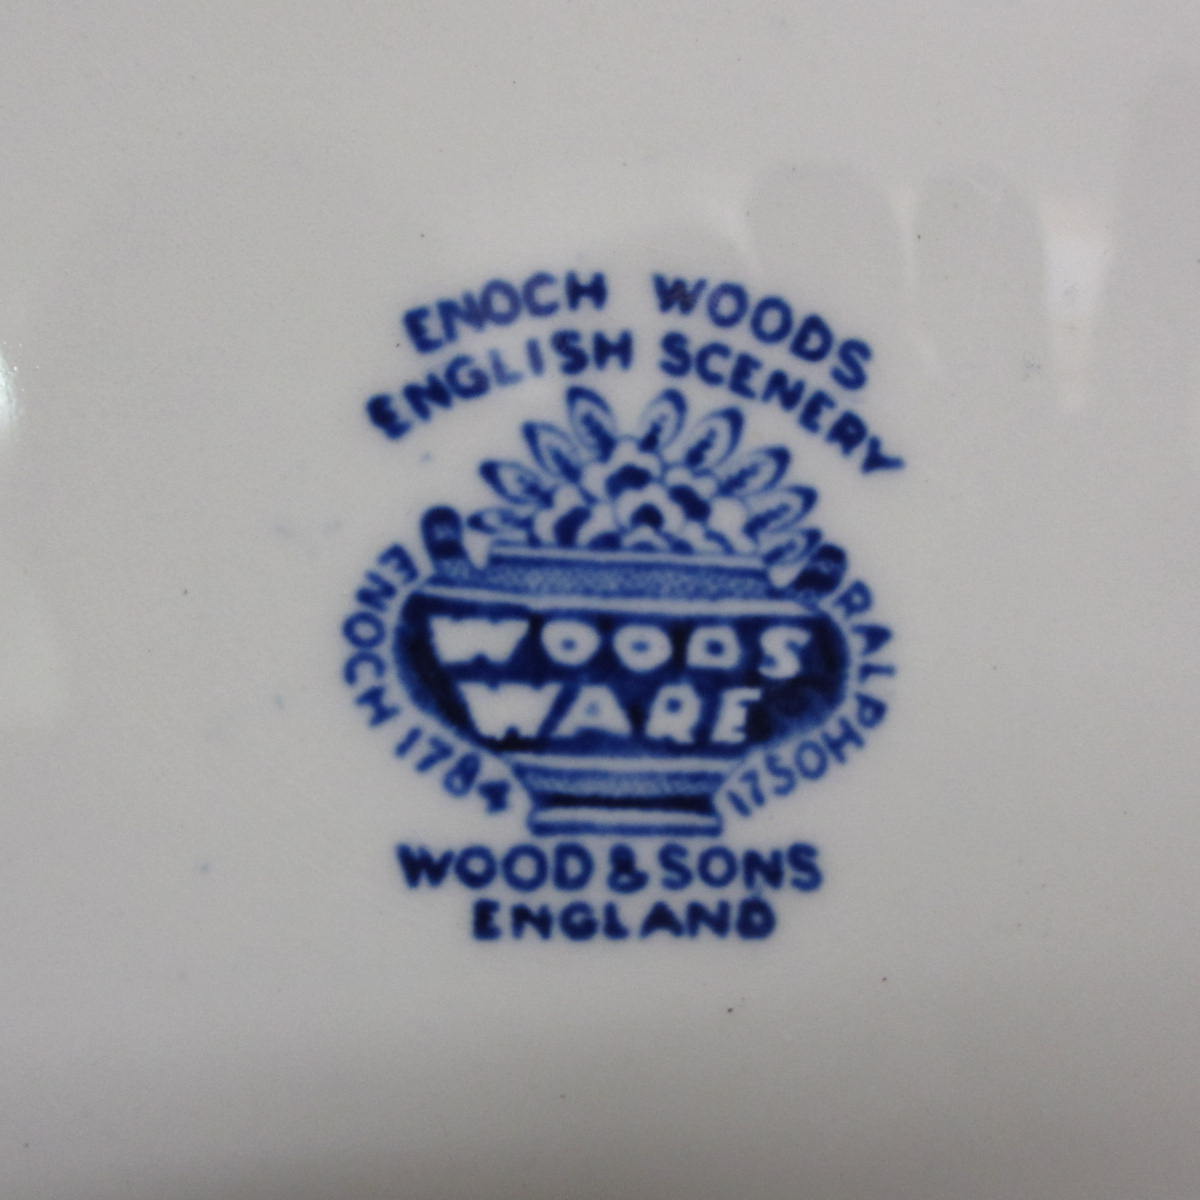 ENOCH WOODS
ENGLISH SCENERY
ENOCH 1784
RALPH 1750
WOODS
WARE
WOOD & SONS
ENGLAND